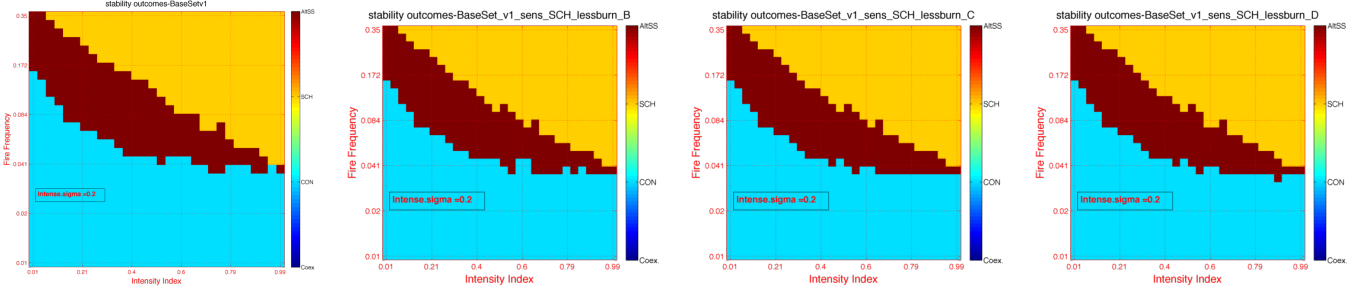 stability outcomes-BaseSetv1
0.35
0.172
0.084
0.041
0.02
0.01
Fire Frequency
Intense.sigma =0.2
0.01 0.21 0.4 0.6 0.79 0.99
Intensity Index
AltSS
SCH
CON
Coex.
stability outcomes-BaseSet_v1_sens_SCH_lessburn_B
0.35
0.172
0.084
0.041
0.02
0.01
Fire Frequency
Intense.sigma =0.2
0.01 0.21 0.4 0.6 0.79 0.99
Intensity Index
AltSS
SCH
CON
Coex.
stability outcomes-BaseSet_v1_sens_SCH_lessburn_C
0.35
0.172
0.084
0.041
0.02
0.01
Fire Frequency
Intense.sigma =0.2
0.01 0.21 0.4 0.6 0.79 0.99
Intensity Index
AltSS
SCH
CON
Coex.
stability outcomes-BaseSet_v1_sens_SCH_lessburn_D
0.35
0.172
0.084
0.041
0.02
0.01
Fire Frequency
Intense.sigma =0.2
0.01 0.21 0.4 0.6 0.79 0.99
Intensity Index
AltSS
SCH
CON
Coex.